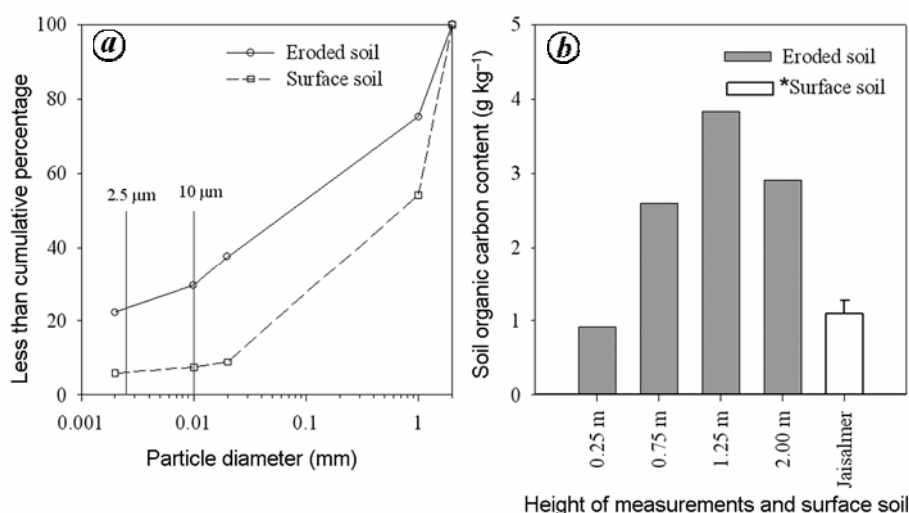 a
Eroded soil
Surface soil
2.5 µm
10 µm
Less than cumulative percentage
100
80
60
40
20
0
0.001
0.01
0.1
1
Particle diameter (mm)
b
Eroded soil
*Surface soil
Soil organic carbon content (g kg⁻¹)
5
4
3
2
1
0
0.25 m
0.75 m
1.25 m
2.00 m
Jaisalmer
Height of measurements and surface soil